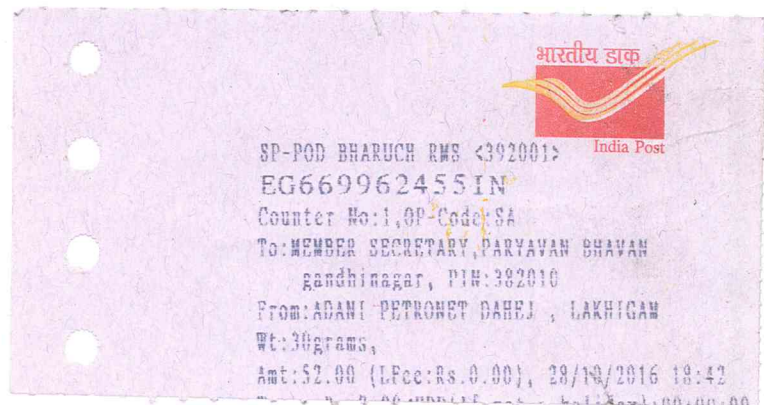 भारतीय डाक
India Post
SP-POD BHARUCH RMS <392001>
EG669962455IN
Counter No:1,OP-Code:SA
To:MEMBER SECRETARY,PARYAVAN BHAVAN
gandhinagar, PIN:382010
From:ADANI PETRONET DAHEJ , LAKHIGAM
Wt:30grams,
Amt:52.00 (LFee:Rs.0.00), 28/10/2016 18:42